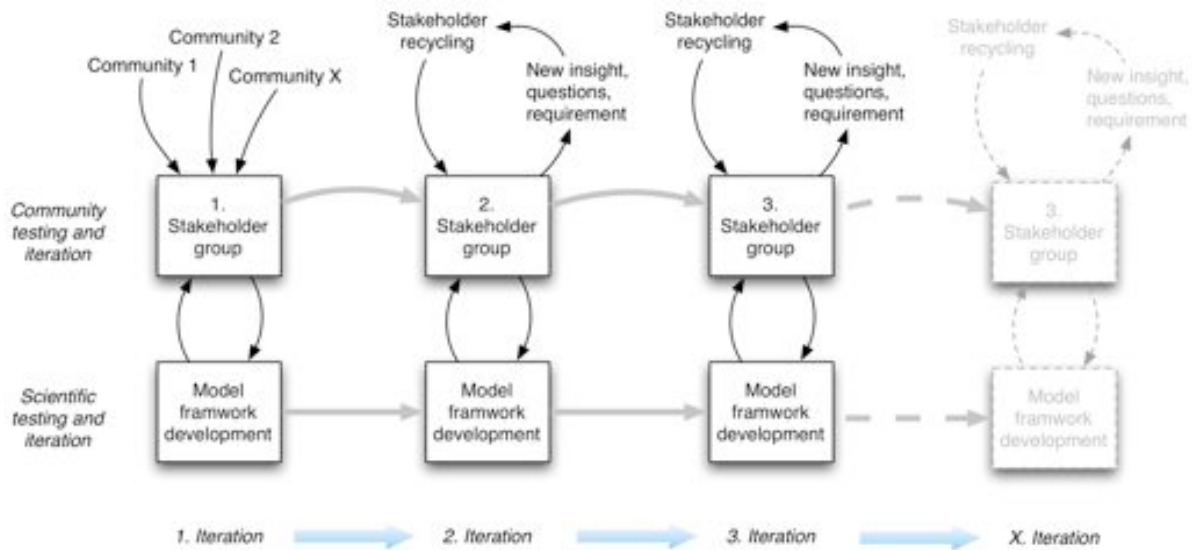 Community 1
Community 2
Community X
Stakeholder
recycling
New insight,
questions,
requirement
Stakeholder
recycling
New insight,
questions,
requirement
Stakeholder
recycling
New insight,
questions,
requirement
Community
testing and
iteration
1.
Stakeholder
group
2.
Stakeholder
group
3.
Stakeholder
group
3.
Stakeholder
group
Scientific
testing and
iteration
Model
framwork
development
Model
framwork
development
Model
framwork
development
Model
framwork
development
1. Iteration
2. Iteration
3. Iteration
X. Iteration